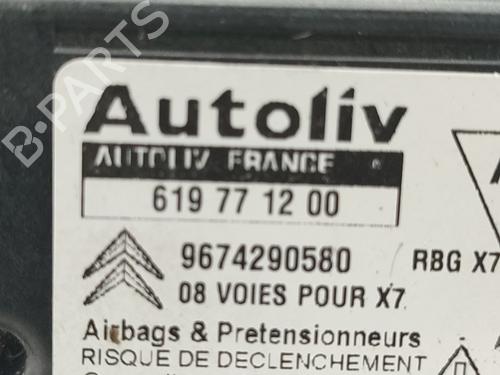 B-PARTS
Autoliv
AUTOLIV FRANCE
619 77 12 00
9674290580 RBG X7
08 VOIES POUR X7
Airbags & Pretensionneurs
RISQUE DE DECLENCHEMENT